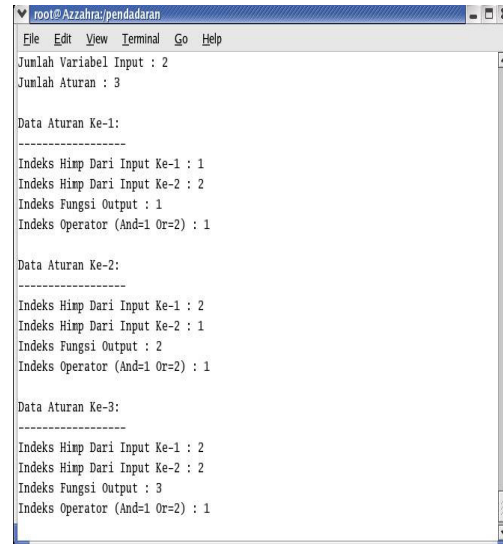 root@Azzahra:/pendadaran
File Edit View Terminal Go Help
Jumlah Variabel Input : 2
Jumlah Aturan : 3
Data Aturan Ke-1:
------------------
Indeks Himp Dari Input Ke-1 : 1
Indeks Himp Dari Input Ke-2 : 2
Indeks Fungsi Output : 1
Indeks Operator (And=1 Or=2) : 1
Data Aturan Ke-2:
------------------
Indeks Himp Dari Input Ke-1 : 2
Indeks Himp Dari Input Ke-2 : 1
Indeks Fungsi Output : 2
Indeks Operator (And=1 Or=2) : 1
Data Aturan Ke-3:
------------------
Indeks Himp Dari Input Ke-1 : 2
Indeks Himp Dari Input Ke-2 : 2
Indeks Fungsi Output : 3
Indeks Operator (And=1 Or=2) : 1